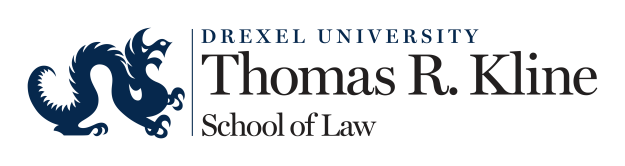 DREXEL UNIVERSITY
Thomas R. Kline
School of Law